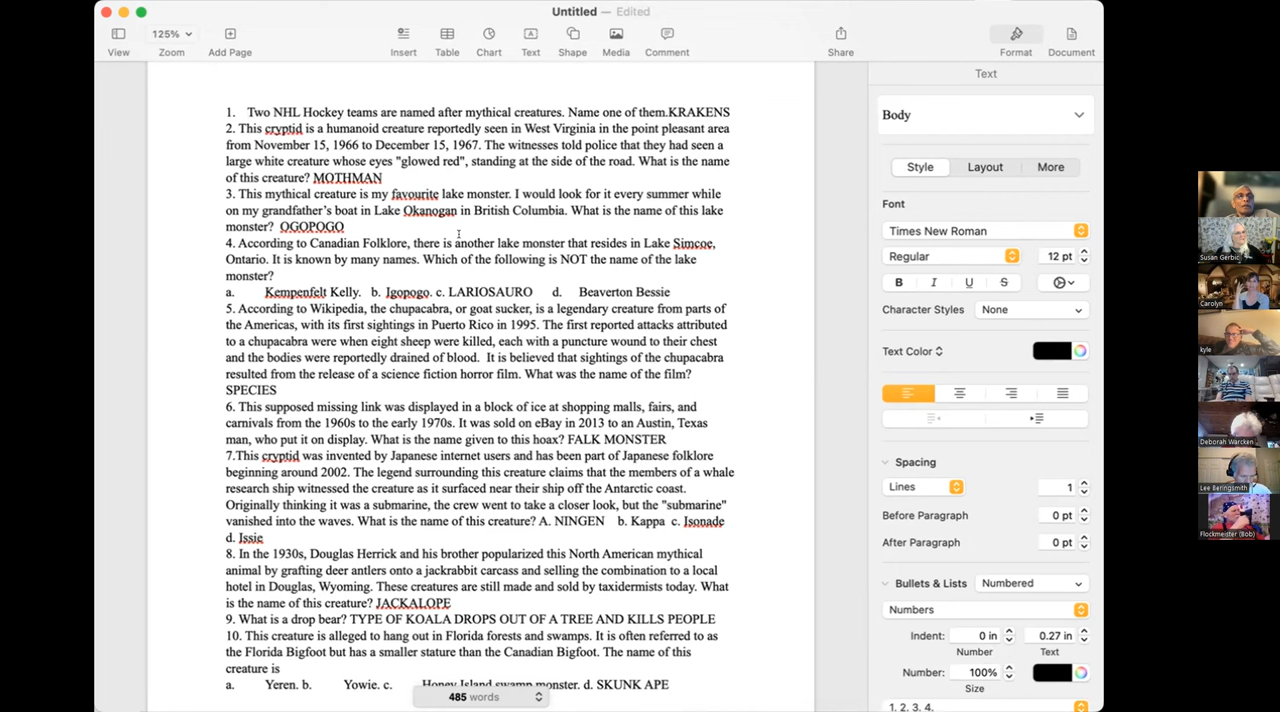 Untitled — Edited
125%
View Zoom Add Page Insert Table Chart Text Shape Media Comment Share Format Document
1. Two NHL Hockey teams are named after mythical creatures. Name one of them.KRAKENS
2. This cryptid is a humanoid creature reportedly seen in West Virginia in the point pleasant area
from November 15, 1966 to December 15, 1967. The witnesses told police that they had seen a
large white creature whose eyes "glowed red", standing at the side of the road. What is the name
of this creature? MOTHMAN
3. This mythical creature is my favourite lake monster. I would look for it every summer while
on my grandfather's boat in Lake Okanogan in British Columbia. What is the name of this lake
monster? OGOPOGO
4. According to Canadian Folklore, there is another lake monster that resides in Lake Simcoe,
Ontario. It is known by many names. Which of the following is NOT the name of the lake
monster?
a. Kempenfelt Kelly. b. Igopogo. c. LARIOSAURO d. Beaverton Bessie
5. According to Wikipedia, the chupacabra, or goat sucker, is a legendary creature from parts of
the Americas, with its first sightings in Puerto Rico in 1995. The first reported attacks attributed
to a chupacabra were when eight sheep were killed, each with a puncture wound to their chest
and the bodies were reportedly drained of blood. It is believed that sightings of the chupacabra
resulted from the release of a science fiction horror film. What was the name of the film?
SPECIES
6. This supposed missing link was displayed in a block of ice at shopping malls, fairs, and
carnivals from the 1960s to the early 1970s. It was sold on eBay in 2013 to an Austin, Texas
man, who put it on display. What is the name given to this hoax? FALK MONSTER
7.This cryptid was invented by Japanese internet users and has been part of Japanese folklore
beginning around 2002. The legend surrounding this creature claims that the members of a whale
research ship witnessed the creature as it surfaced near their ship off the Antarctic coast.
Originally thinking it was a submarine, the crew went to take a closer look, but the "submarine"
vanished into the waves. What is the name of this creature? A. NINGEN b. Kappa c. Isonade
d. Issie
8. In the 1930s, Douglas Herrick and his brother popularized this North American mythical
animal by grafting deer antlers onto a jackrabbit carcass and selling the combination to a local
hotel in Douglas, Wyoming. These creatures are still made and sold by taxidermists today. What
is the name of this creature? JACKALOPE
9. What is a drop bear? TYPE OF KOALA DROPS OUT OF A TREE AND KILLS PEOPLE
10. This creature is alleged to hang out in Florida forests and swamps. It is often referred to as
the Florida Bigfoot but has a smaller stature than the Canadian Bigfoot. The name of this
creature is
a. Yeren. b. Yowie. c. Honey Island swamp monster. d. SKUNK APE
485 words
Text
Body
Style Layout More
Font
Times New Roman
Regular 12 pt
B I U S
Character Styles None
Text Color
Spacing
Lines 1
Before Paragraph 0 pt
After Paragraph 0 pt
Bullets & Lists Numbered
Numbers
Indent: 0 in 0.27 in
Number Text
Number: 100%
Size
1. 2. 3. 4.
Susan Gerbic
Carolyn
kyle
Deborah Warcken
Lee Beringsmith
Flockmeister (Bob)